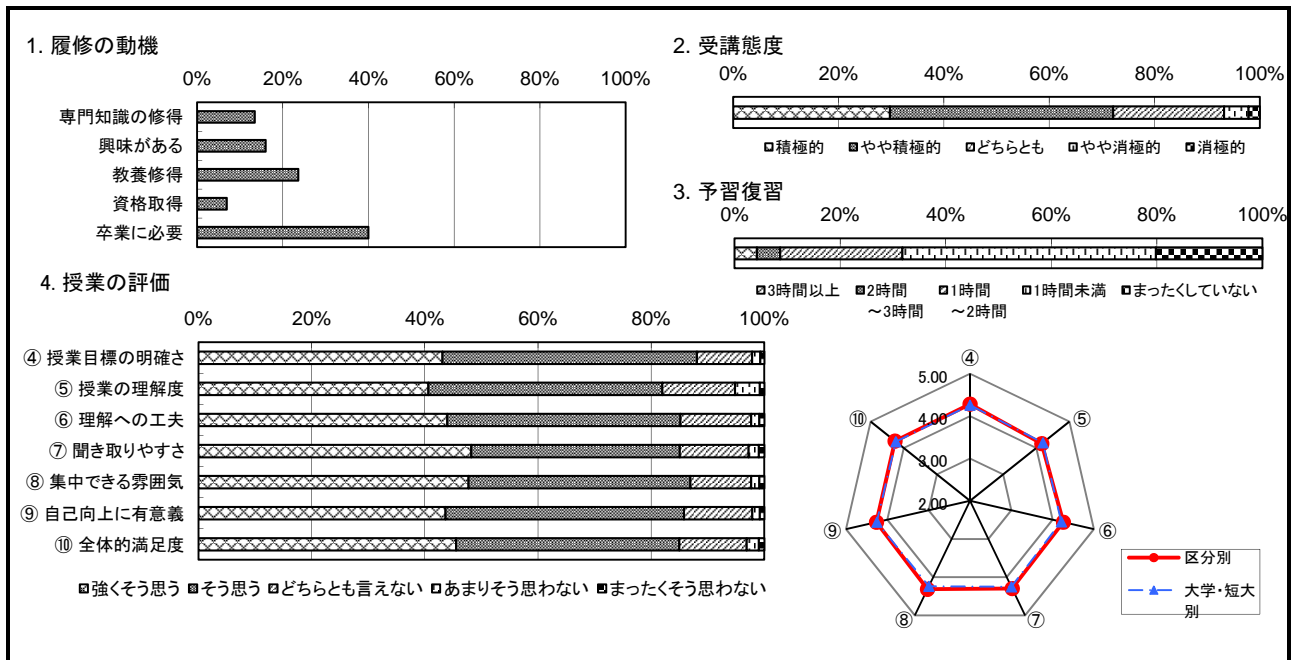 1. 履修の動機
0% 20% 40% 60% 80% 100%
専門知識の修得
興味がある
教養修得
資格取得
卒業に必要
2. 受講態度
0% 20% 40% 60% 80% 100%
積極的 やや積極的 どちらとも やや消極的 消極的
3. 予習復習
0% 20% 40% 60% 80% 100%
3時間以上 2時間 1時間 1時間未満 まったくしていない
～3時間 ～2時間
4. 授業の評価
0% 20% 40% 60% 80% 100%
④ 授業目標の明確さ
⑤ 授業の理解度
⑥ 理解への工夫
⑦ 聞き取りやすさ
⑧ 集中できる雰囲気
⑨ 自己向上に有意義
⑩ 全体的満足度
強くそう思う そう思う どちらとも言えない あまりそう思わない まったくそう思わない
④
5.00
⑩ ⑤
4.00
3.00
2.00
⑨ ⑥
⑧ ⑦
区分別
大学・短大
別